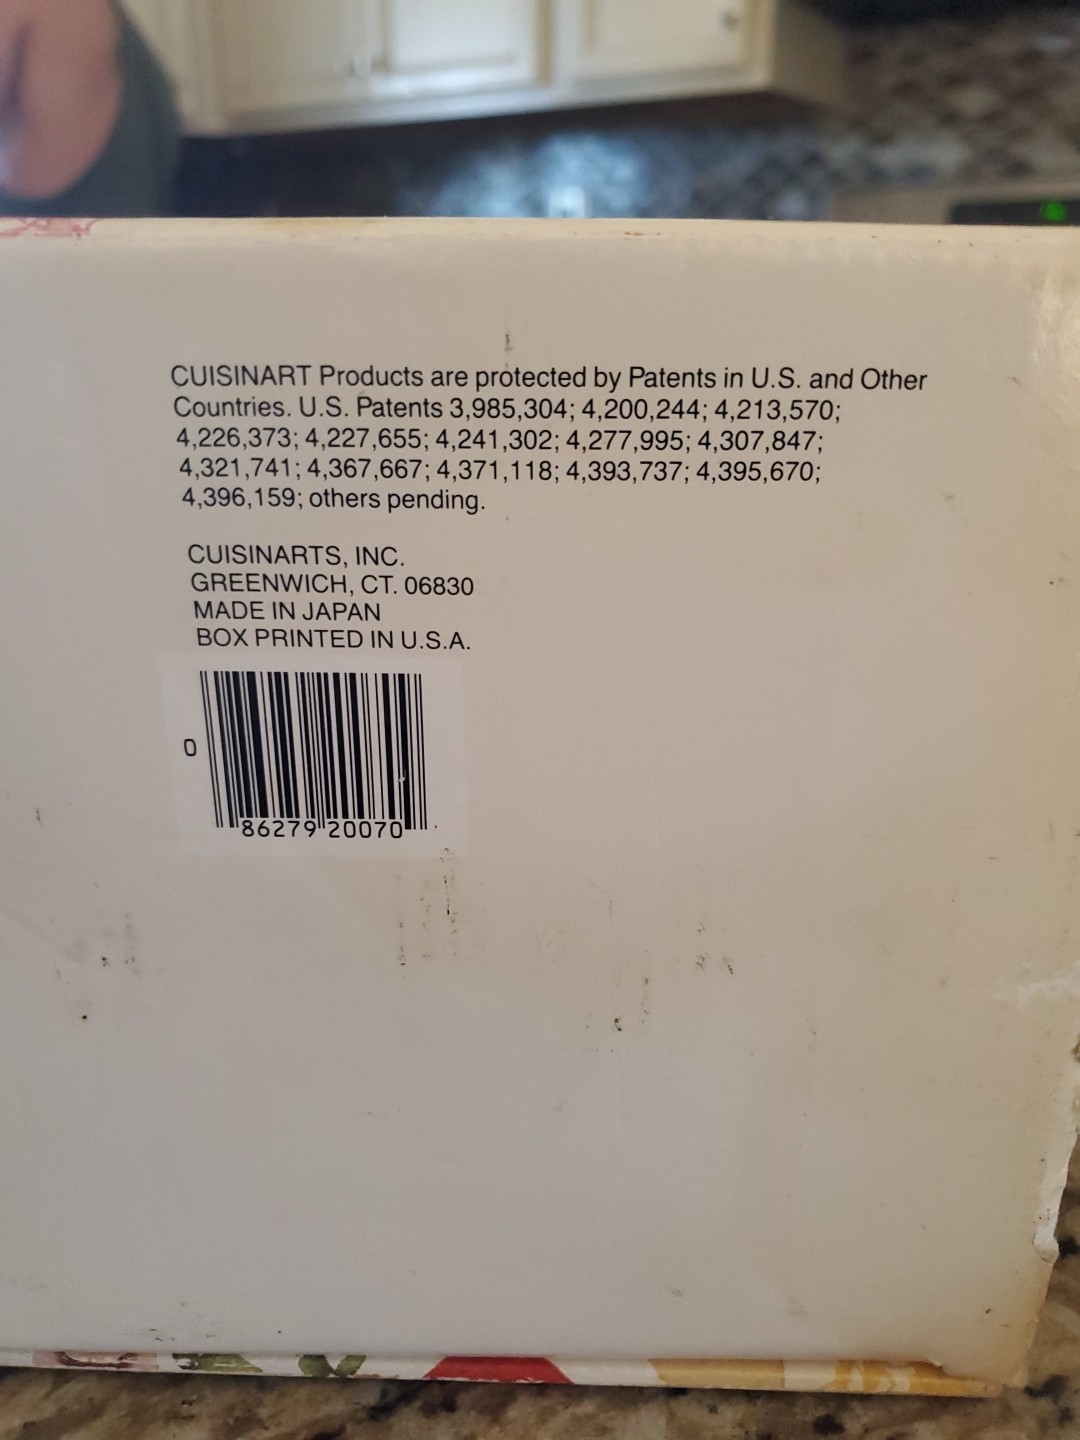 CUISINART Products are protected by Patents in U.S. and Other
Countries. U.S. Patents 3,985,304; 4,200,244; 4,213,570;
4,226,373; 4,227,655; 4,241,302; 4,277,995; 4,307,847;
4,321,741; 4,367,667; 4,371,118; 4,393,737; 4,395,670;
4,396,159; others pending.
CUISINARTS, INC.
GREENWICH, CT. 06830
MADE IN JAPAN
BOX PRINTED IN U.S.A.
0 86279 20070